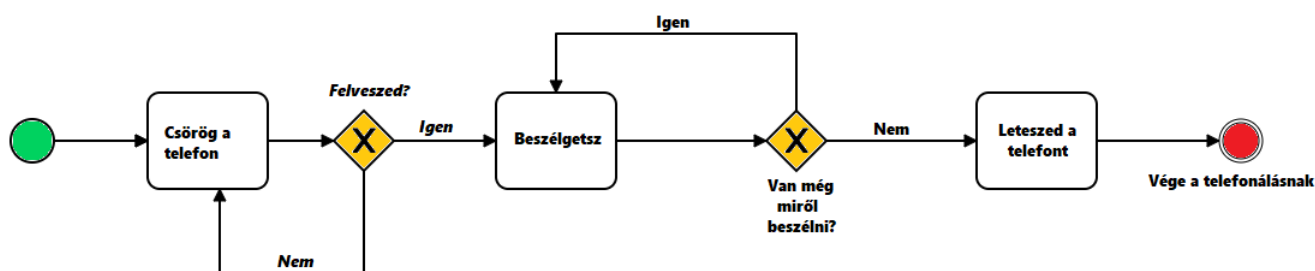 Igen
Felveszed?
Csörög a
telefon
Igen
Beszélgetsz
Nem
Leteszed a
telefont
Van még
miről
beszélni?
Vége a telefonálásnak
Nem